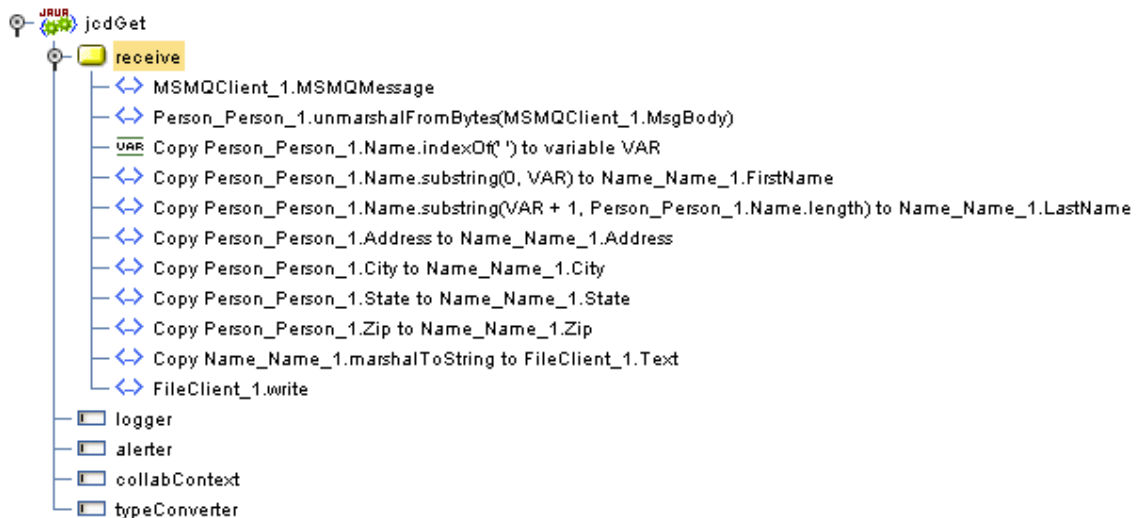 JAVA jcdGet
receive
MSMQClient_1.MSMQMessage
Person_Person_1.unmarshalFromBytes(MSMQClient_1.MsgBody)
VAR Copy Person_Person_1.Name.indexOf(' ') to variable VAR
Copy Person_Person_1.Name.substring(0, VAR) to Name_Name_1.FirstName
Copy Person_Person_1.Name.substring(VAR + 1, Person_Person_1.Name.length) to Name_Name_1.LastName
Copy Person_Person_1.Address to Name_Name_1.Address
Copy Person_Person_1.City to Name_Name_1.City
Copy Person_Person_1.State to Name_Name_1.State
Copy Person_Person_1.Zip to Name_Name_1.Zip
Copy Name_Name_1.marshalToString to FileClient_1.Text
FileClient_1.write
logger
alerter
collabContext
typeConverter